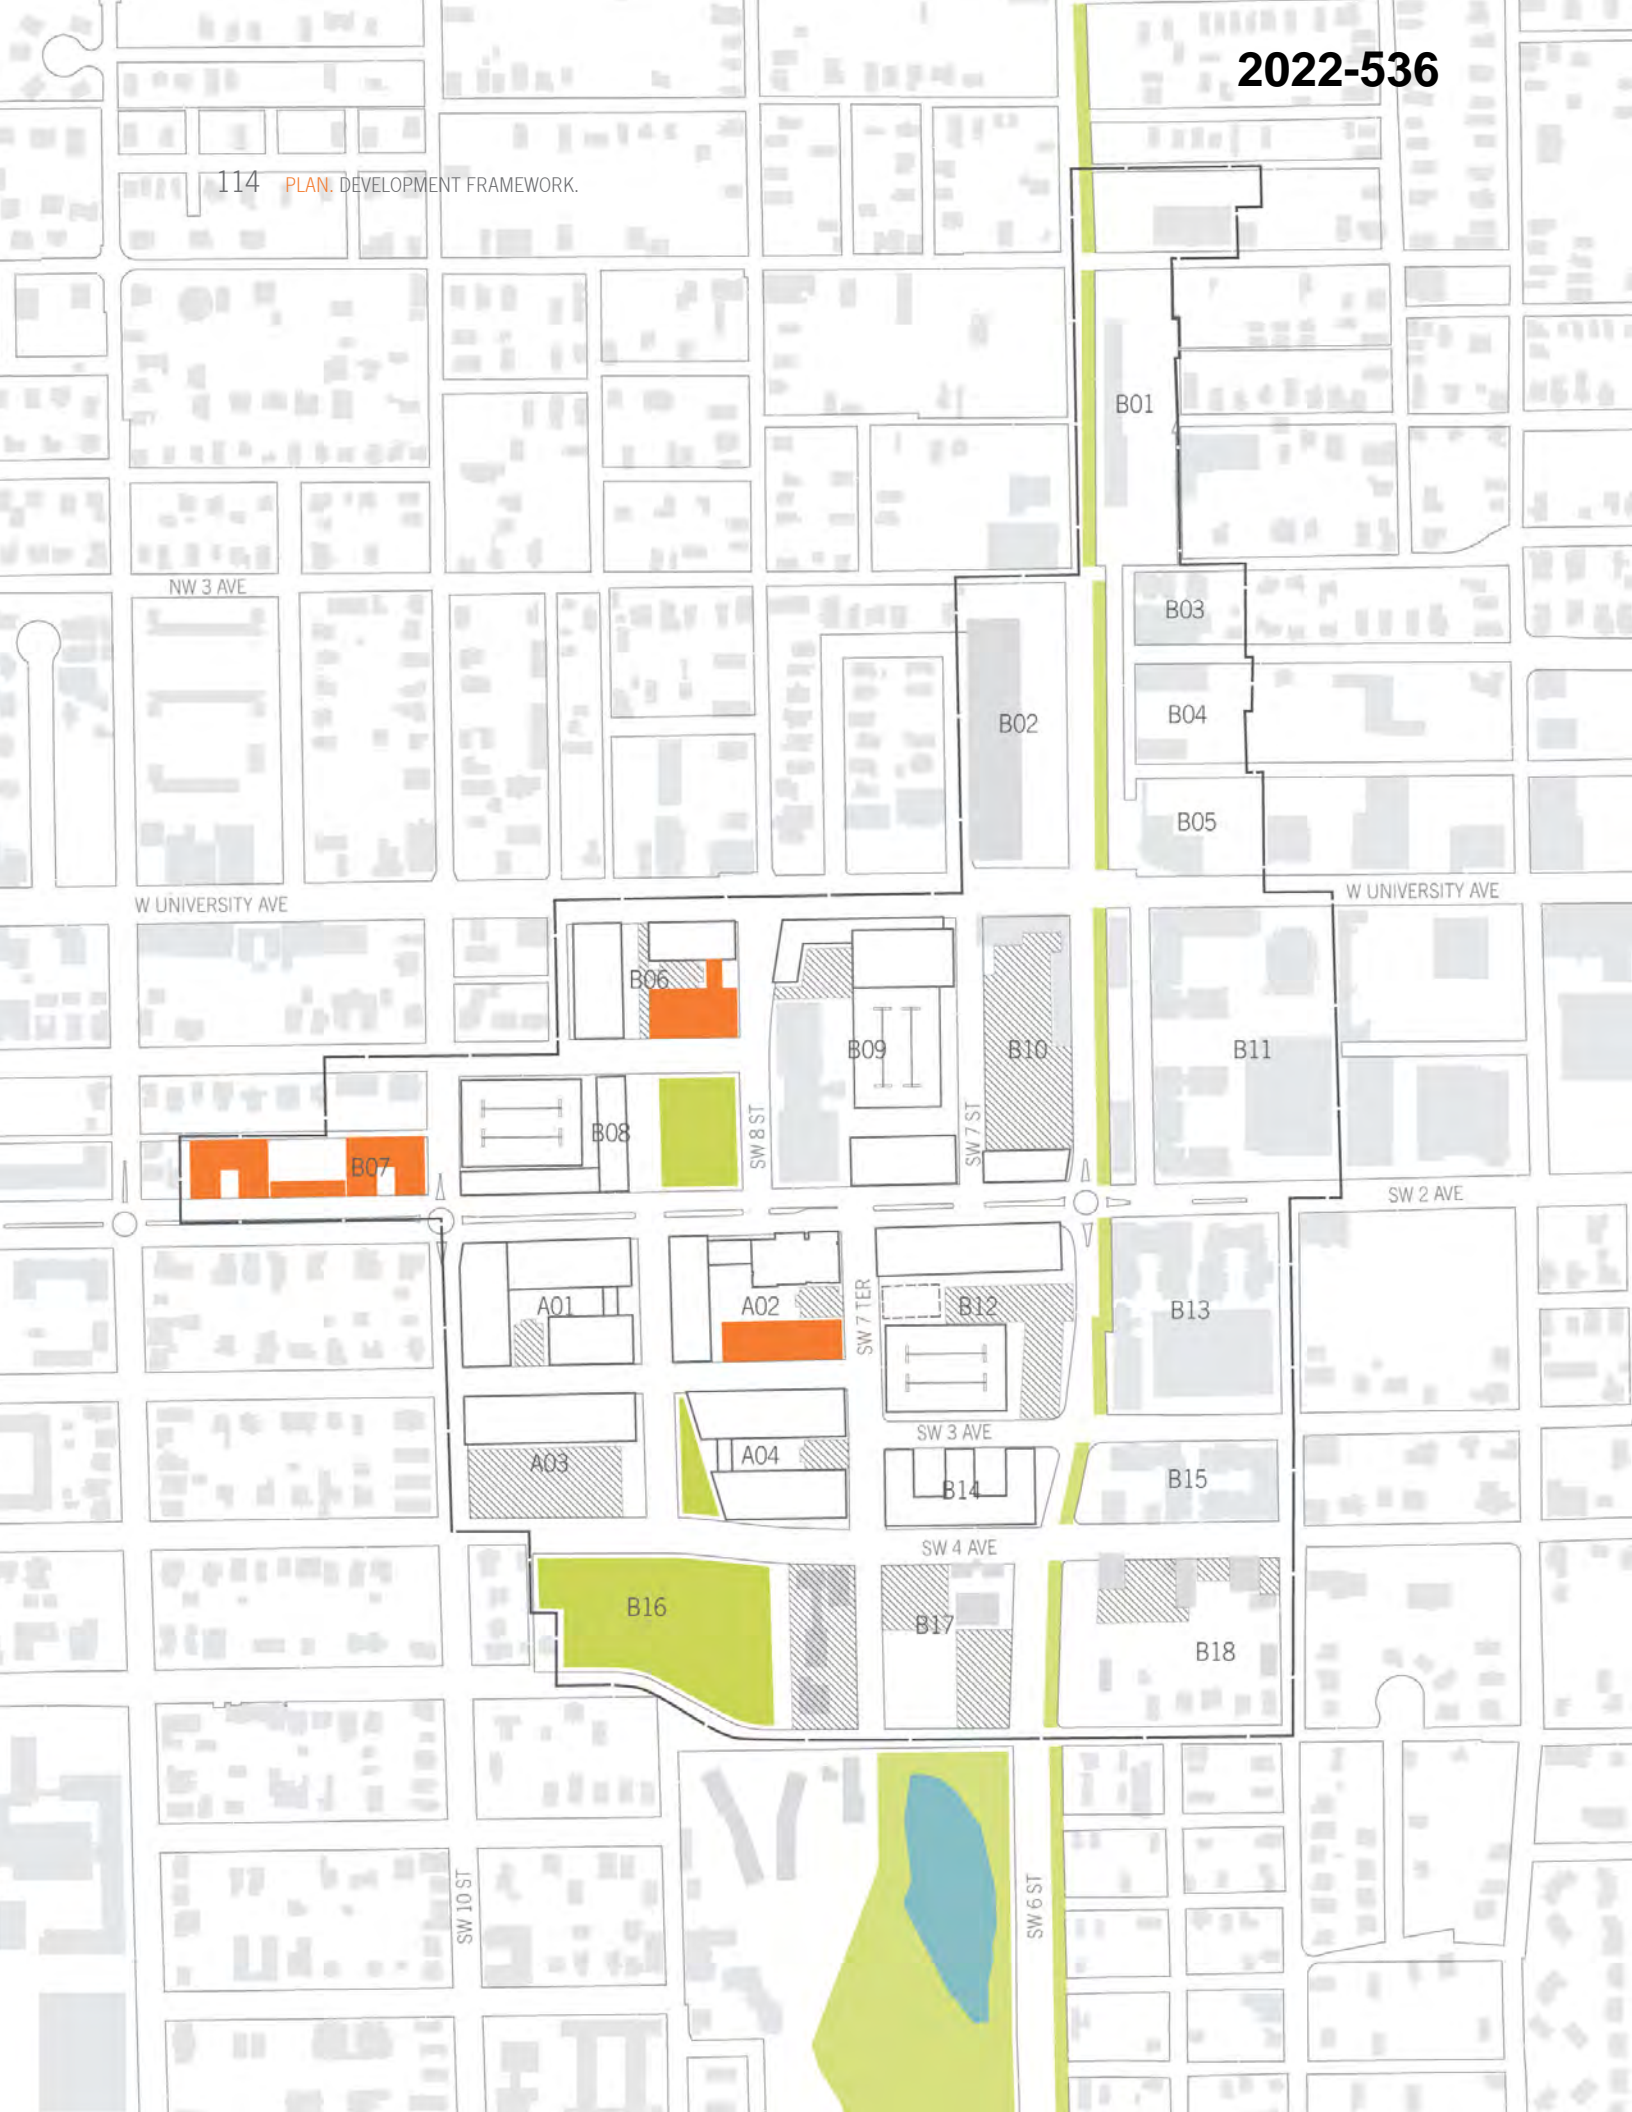 2022-536
114 PLAN. DEVELOPMENT FRAMEWORK.
B01
NW 3 AVE
B03
B04
B02
B05
W UNIVERSITY AVE
W UNIVERSITY AVE
B06
B09
B10
B11
B08
SW 8 ST
SW 7 ST
B07
SW 2 AVE
A01
A02
SW 7 TER
B12
B13
SW 3 AVE
A03
A04
B14
B15
SW 4 AVE
B16
B17
B18
SW 10 ST
SW 6 ST